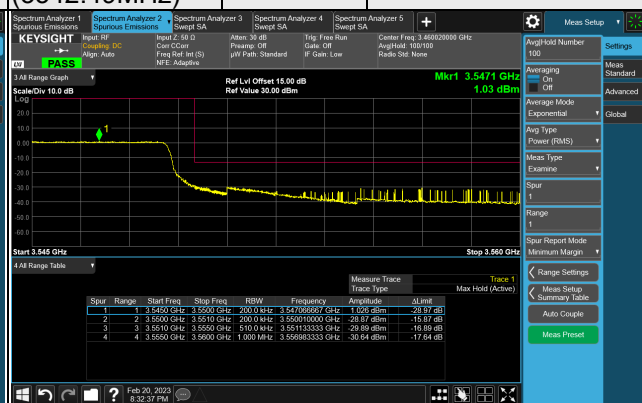 (3542.49MHz)
Spectrum Analyzer 1
Spurious Emissions
Spectrum Analyzer 2
Spurious Emissions
Spectrum Analyzer 3
Swept SA
Spectrum Analyzer 4
Swept SA
Spectrum Analyzer 5
Swept SA
Meas Setup
KEYSIGHT
Input: RF
Coupling: DC
Align: Auto
Input Z: 50 Ω
Corr CCorr
Freq Ref: Int (S)
NFE: Adaptive
Atten: 30 dB
Preamp: Off
µW Path: Standard
Trig: Free Run
Gate: Off
IF Gain: Low
Center Freq: 3.460020000 GHz
Avg|Hold: 100/100
Radio Std: None
PASS
3 All Range Graph
Scale/Div 10.0 dB
Ref Lvl Offset 15.00 dB
Ref Value 30.00 dBm
Mkr1 3.5471 GHz
1.03 dBm
Log
20.0
10.0
0.00
-10.0
-20.0
-30.0
-40.0
-50.0
-60.0
1
Start 3.545 GHz
Stop 3.560 GHz
4 All Range Table
Measure Trace Trace 1
Trace Type Max Hold (Active)
Spur Range Start Freq Stop Freq RBW Frequency Amplitude ΔLimit
1 1 3.5450 GHz 3.5500 GHz 200.0 kHz 3.547066667 GHz 1.026 dBm -28.97 dB
2 2 3.5500 GHz 3.5510 GHz 200.0 kHz 3.550010000 GHz -28.87 dBm -15.87 dB
3 3 3.5510 GHz 3.5550 GHz 510.0 kHz 3.551133333 GHz -29.89 dBm -16.89 dB
4 4 3.5550 GHz 3.5600 GHz 1.000 MHz 3.556983333 GHz -30.64 dBm -17.64 dB
Avg|Hold Number
100
Averaging
On
Off
Average Mode
Exponential
Avg Type
Power (RMS)
Meas Type
Examine
Spur
1
Range
1
Spur Report Mode
Minimum Margin
Range Settings
Meas Setup
Summary Table
Auto Couple
Meas Preset
Settings
Meas
Standard
Advanced
Global
Feb 20, 2023
8:32:37 PM